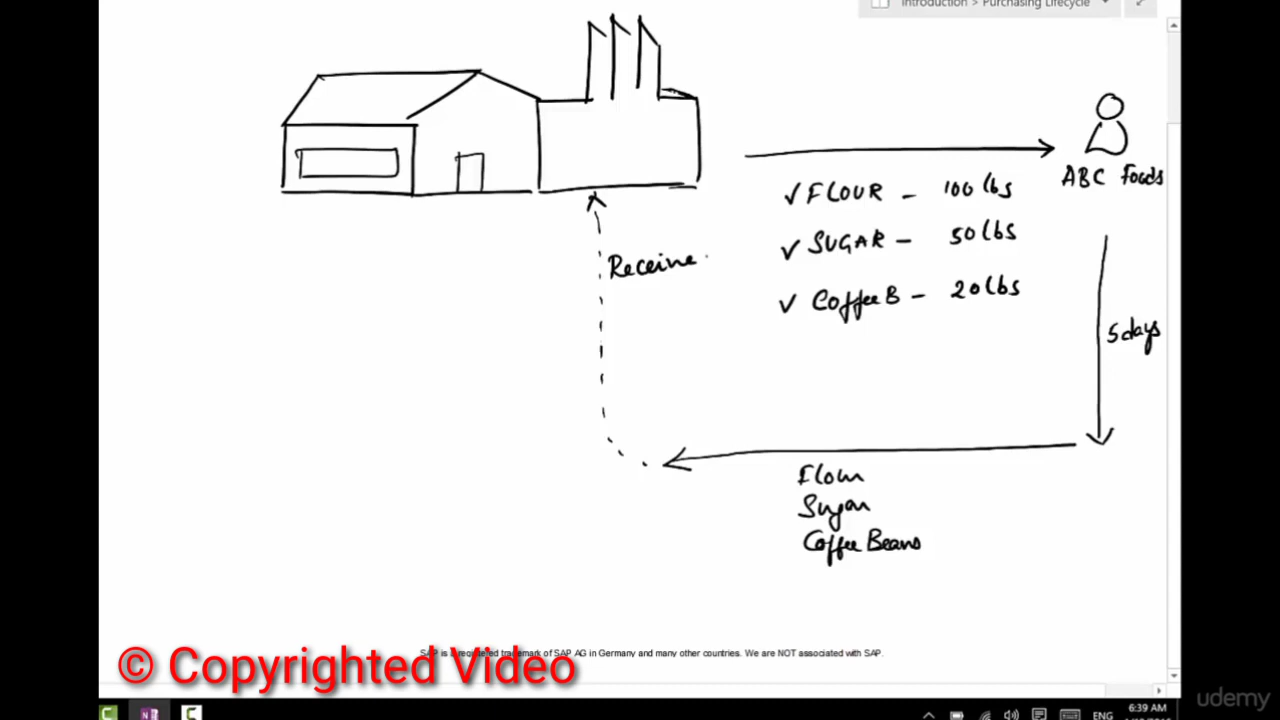 Introduction > Purchasing Lifecycle
ABC Foods
✓ FLOUR - 100 lbs
✓ SUGAR - 50 lbs
✓ Coffee B - 20 lbs
Receive
5 days
Flour
Sugar
Coffee Beans
SAP is a registered trademark of SAP AG in Germany and many other countries. We are NOT associated with SAP.
© Copyrighted Video
udemy
ENG
6:39 AM